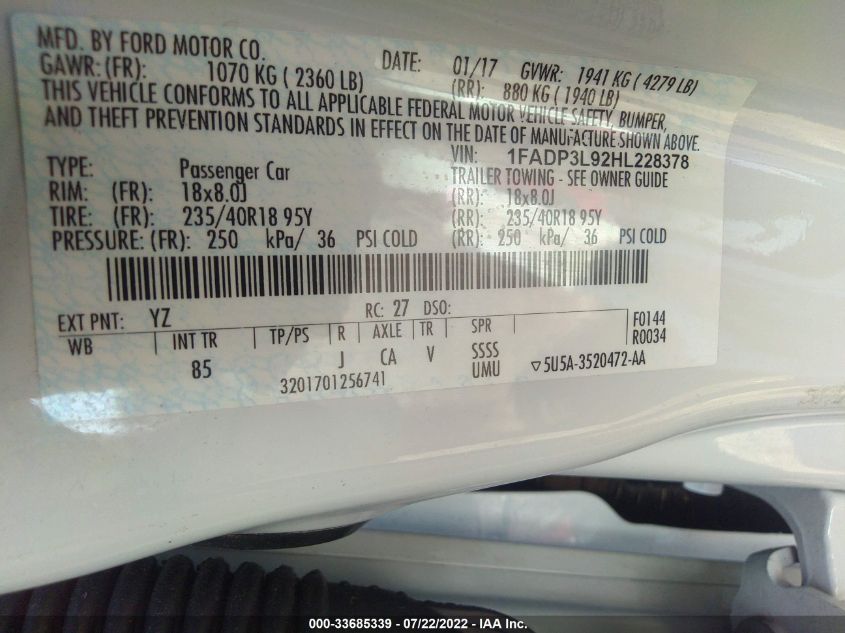 MFD. BY FORD MOTOR CO.
DATE: 01/17 GVWR: 1941 KG ( 4279 LB)
GAWR: (FR): 1070 KG ( 2360 LB) (RR): 880 KG ( 1940 LB)
THIS VEHICLE CONFORMS TO ALL APPLICABLE FEDERAL MOTOR VEHICLE SAFETY, BUMPER,
AND THEFT PREVENTION STANDARDS IN EFFECT ON THE DATE OF MANUFACTURE SHOWN ABOVE.
VIN: 1FADP3L92HL228378
TYPE: Passenger Car TRAILER TOWING - SEE OWNER GUIDE
RIM: (FR): 18x8.0J (RR): 18x8.0J
TIRE: (FR): 235/40R18 95Y (RR): 235/40R18 95Y
PRESSURE: (FR): 250 kPa/ 36 PSI COLD (RR): 250 kPa/ 36 PSI COLD
EXT PNT: YZ RC: 27 DSO:
WB INT TR TP/PS R AXLE TR SPR F0144
R0034
85 J CA V SSSS
UMU ▽5U5A-3520472-AA
3201701256741
000-33685339 / 07/22/2022 - IAA Inc.